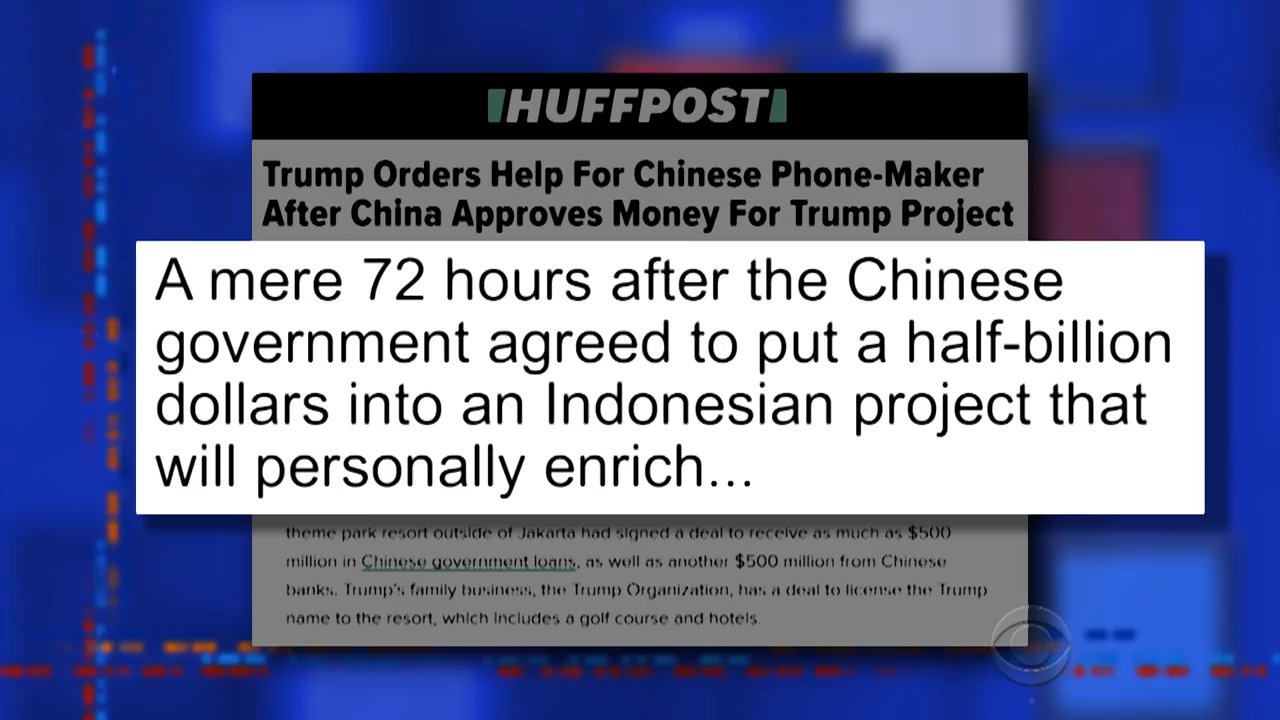 HUFFPOST
Trump Orders Help For Chinese Phone-Maker
After China Approves Money For Trump Project
A mere 72 hours after the Chinese
government agreed to put a half-billion
dollars into an Indonesian project that
will personally enrich...
theme park resort outside of Jakarta had signed a deal to receive as much as $500
million in Chinese government loans, as well as another $500 million from Chinese
banks. Trump's family business, the Trump Organization, has a deal to license the Trump
name to the resort, which includes a golf course and hotels.